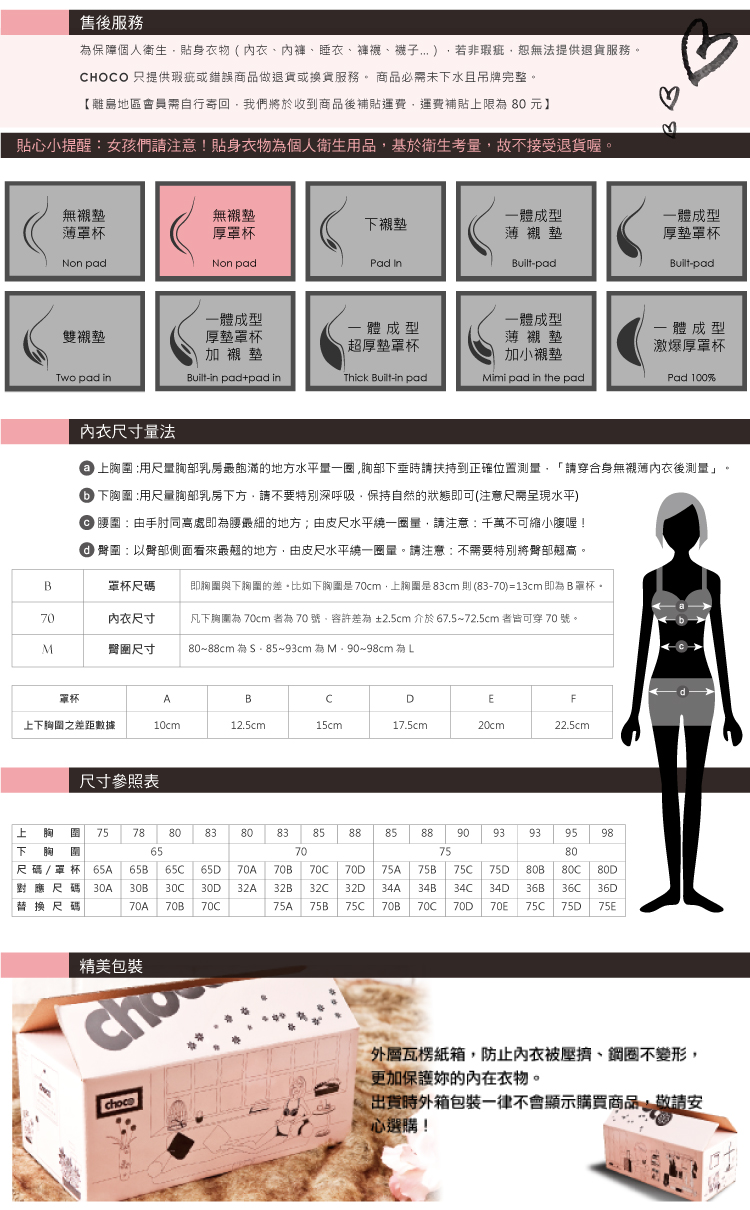 售後服務
為保障個人衛生，貼身衣物（內衣、內褲、睡衣、褲襪、襪子...），若非瑕疵，恕無法提供退貨服務。
CHOCO 只提供瑕疵或錯誤商品做退貨或換貨服務。 商品必需未下水且吊牌完整。
【離島地區會員需自行寄回，我們將於收到商品後補貼運費，運費補貼上限為 80 元】
貼心小提醒：女孩們請注意！貼身衣物為個人衛生用品，基於衛生考量，故不接受退貨喔。
無襯墊
薄罩杯
Non pad
無襯墊
厚罩杯
Non pad
下襯墊
Pad In
一體成型
薄 襯 墊
Built-pad
一體成型
厚墊罩杯
Built-pad
雙襯墊
Two pad in
一體成型
厚墊罩杯
加 襯 墊
Built-in pad+pad in
一 體 成 型
超厚墊罩杯
Thick Built-in pad
一體成型
薄 襯 墊
加小襯墊
Mimi pad in the pad
一 體 成 型
激爆厚罩杯
Pad 100%
內衣尺寸量法
a 上胸圍 :用尺量胸部乳房最飽滿的地方水平量一圈 ,胸部下垂時請扶持到正確位置測量，「請穿合身無襯薄內衣後測量」。
b 下胸圍 :用尺量胸部乳房下方，請不要特別深呼吸，保持自然的狀態即可(注意尺需呈現水平)
c 腰圍：由手肘同高處即為腰最細的地方；由皮尺水平繞一圈量，請注意：千萬不可縮小腹喔！
d 臀圍：以臀部側面看來最翹的地方，由皮尺水平繞一圈量。請注意：不需要特別將臀部翹高。
B 罩杯尺碼 即胸圍與下胸圍的差。比如下胸圍是 70cm，上胸圍是 83cm 則 (83-70)=13cm 即為 B 罩杯。
70 內衣尺寸 凡下胸圍為 70cm 者為 70 號，容許差為 ±2.5cm 介於 67.5~72.5cm 者皆可穿 70 號。
M 臀圍尺寸 80~88cm 為 S，85~93cm 為 M，90~98cm 為 L
a
b
c
d
罩杯 A B C D E F
上下胸圍之差距數據 10cm 12.5cm 15cm 17.5cm 20cm 22.5cm
尺寸參照表
上 胸 圍 75 78 80 83 80 83 85 88 85 88 90 93 93 95 98
下 胸 圍 65 70 75 80
尺 碼 / 罩 杯 65A 65B 65C 65D 70A 70B 70C 70D 75A 75B 75C 75D 80B 80C 80D
對 應 尺 碼 30A 30B 30C 30D 32A 32B 32C 32D 34A 34B 34C 34D 36B 36C 36D
替 換 尺 碼 70A 70B 70C 75A 75B 75C 70B 70C 70D 70E 75C 75D 75E
精美包裝
choco
choco
外層瓦楞紙箱，防止內衣被壓擠、鋼圈不變形，
更加保護妳的內在衣物。
出貨時外箱包裝一律不會顯示購買商品，敬請安
心選購！